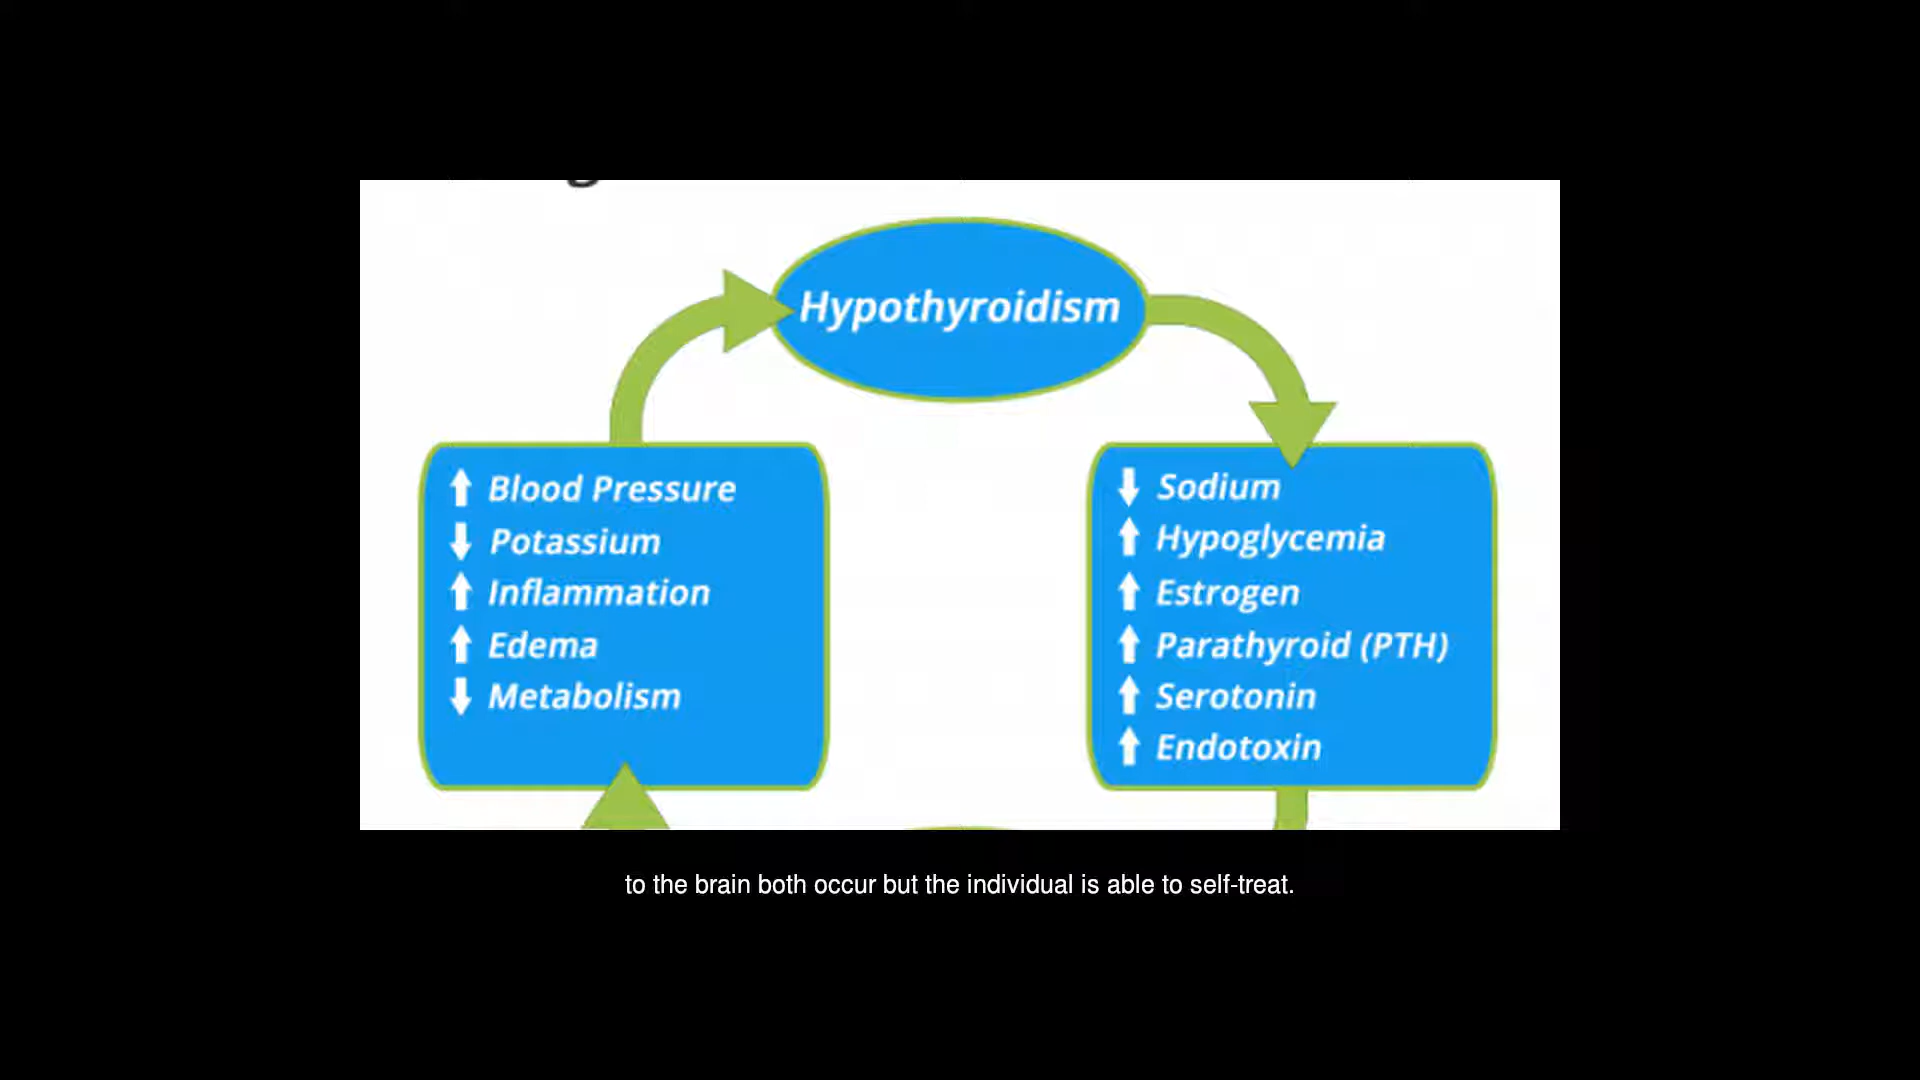 Hypothyroidism
Blood Pressure
Potassium
Inflammation
Edema
Metabolism
Sodium
Hypoglycemia
Estrogen
Parathyroid (PTH)
Serotonin
Endotoxin
to the brain both occur but the individual is able to self-treat.